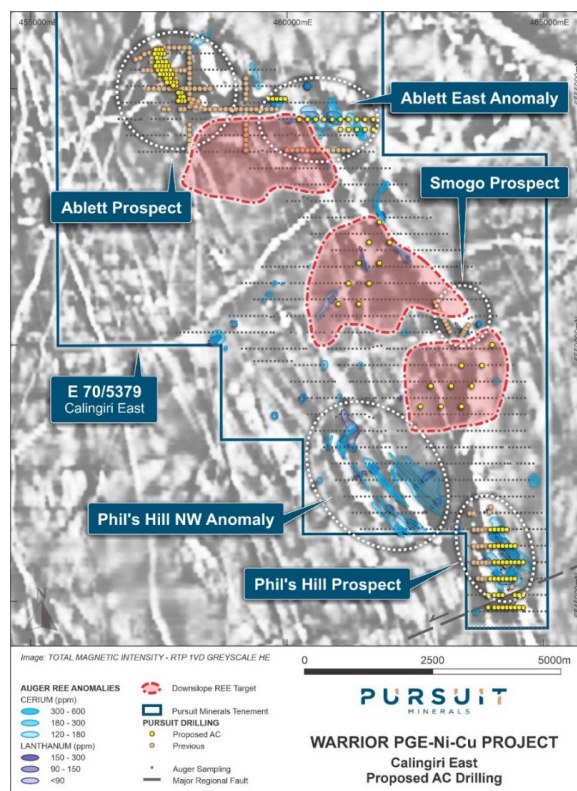 455000mE
460000mE
465000mE
Ablett East Anomaly
Ablett Prospect
Smogo Prospect
E 70/5379
Calingiri East
Phil's Hill NW Anomaly
Phil's Hill Prospect
Image: TOTAL MAGNETIC INTENSITY - RTP 1VD GREYSCALE HE
0 2500 5000m
AUGER REE ANOMALIES
CERIUM (ppm)
300 - 600
180 - 300
120 - 180
LANTHANUM (ppm)
150 - 300
90 - 150
<90
Downslope REE Target
Pursuit Minerals Tenement
PURSUIT DRILLING
Proposed AC
Previous
Auger Sampling
Major Regional Fault
PURSUIT
MINERALS
WARRIOR PGE-Ni-Cu PROJECT
Calingiri East
Proposed AC Drilling